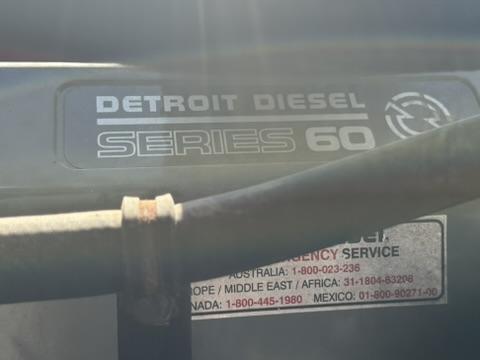 DETROIT DIESEL
SERIES 60
GENCY SERVICE
AUSTRALIA: 1-800-023-236
OPE / MIDDLE EAST / AFRICA: 31-1804-63208
NADA: 1-800-445-1980 MEXICO: 01-800-90271-00